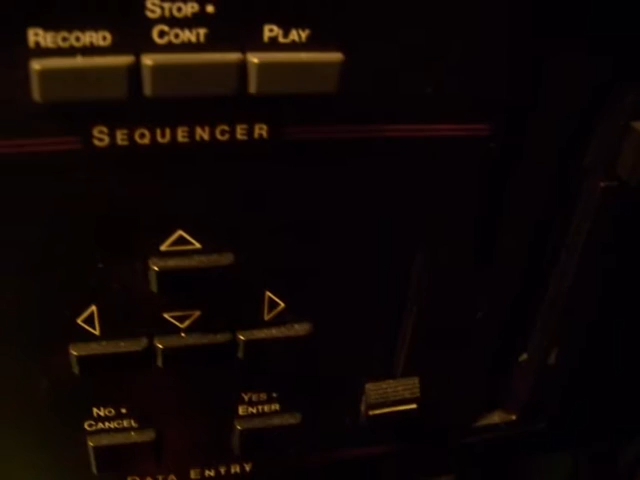 RECORD
STOP •
CONT
PLAY
SEQUENCER
NO •
CANCEL
YES •
ENTER
DATA ENTRY